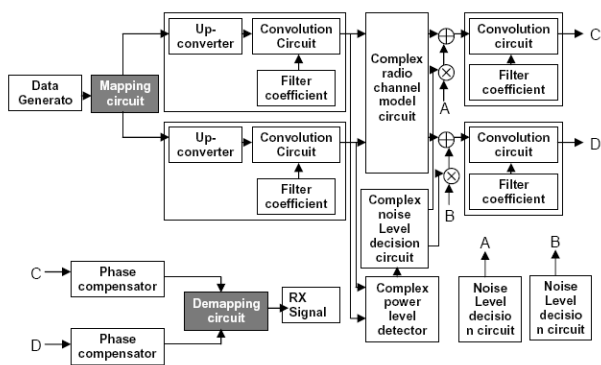 Up-
converter
Convolution
Circuit
Filter
coefficient
Data
Generato
Mapping
circuit
Up-
converter
Convolution
Circuit
Filter
coefficient
Complex
radio
channel
model
circuit
A
B
Convolution
circuit
Filter
coefficient
C
Convolution
circuit
Filter
coefficient
D
Complex
noise
Level
decision
circuit
Complex
power
level
detector
C
Phase
compensator
D
Phase
compensator
Demapping
circuit
RX
Signal
A
Noise
Level
decisio
n circuit
B
Noise
Level
decisio
n circuit